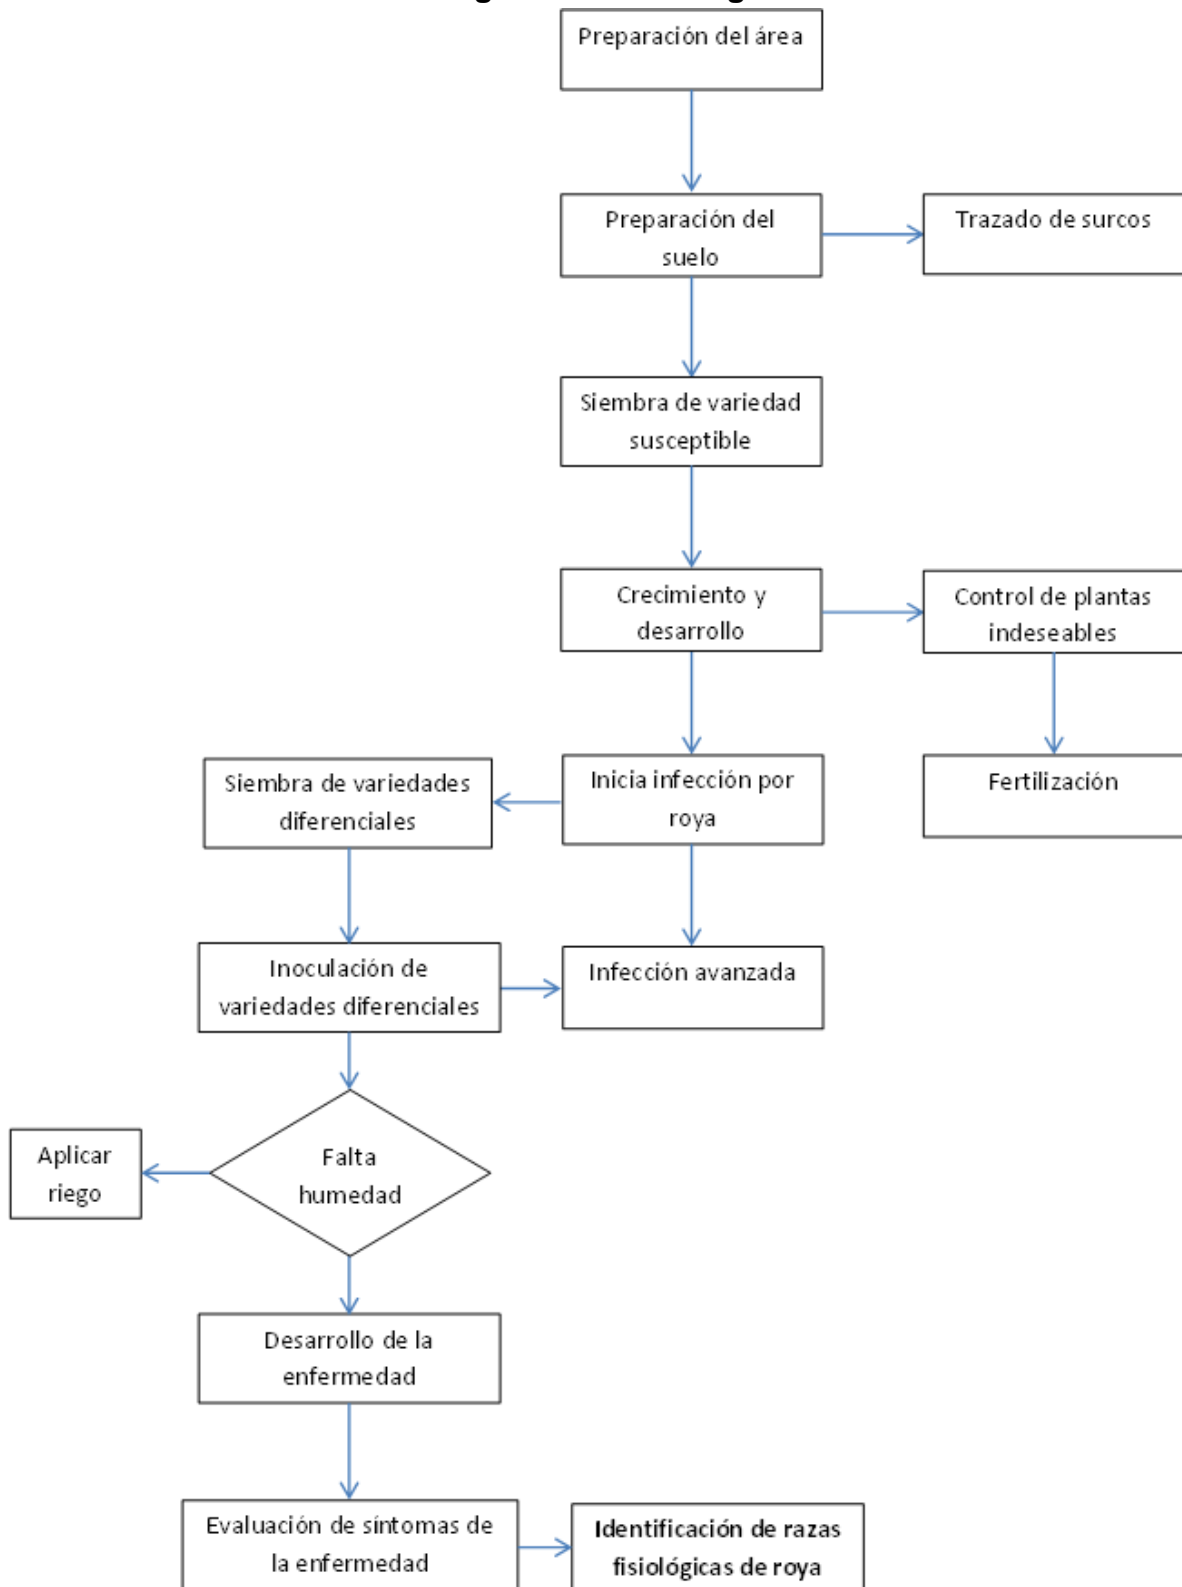 Preparación del área
Preparación del
suelo
Trazado de surcos
Siembra de variedad
susceptible
Crecimiento y
desarrollo
Control de plantas
indeseables
Siembra de variedades
diferenciales
Inicia infección por
roya
Fertilización
Inoculación de
variedades diferenciales
Infección avanzada
Aplicar
riego
Falta
humedad
Desarrollo de la
enfermedad
Evaluación de síntomas de
la enfermedad
Identificación de razas
fisiológicas de roya